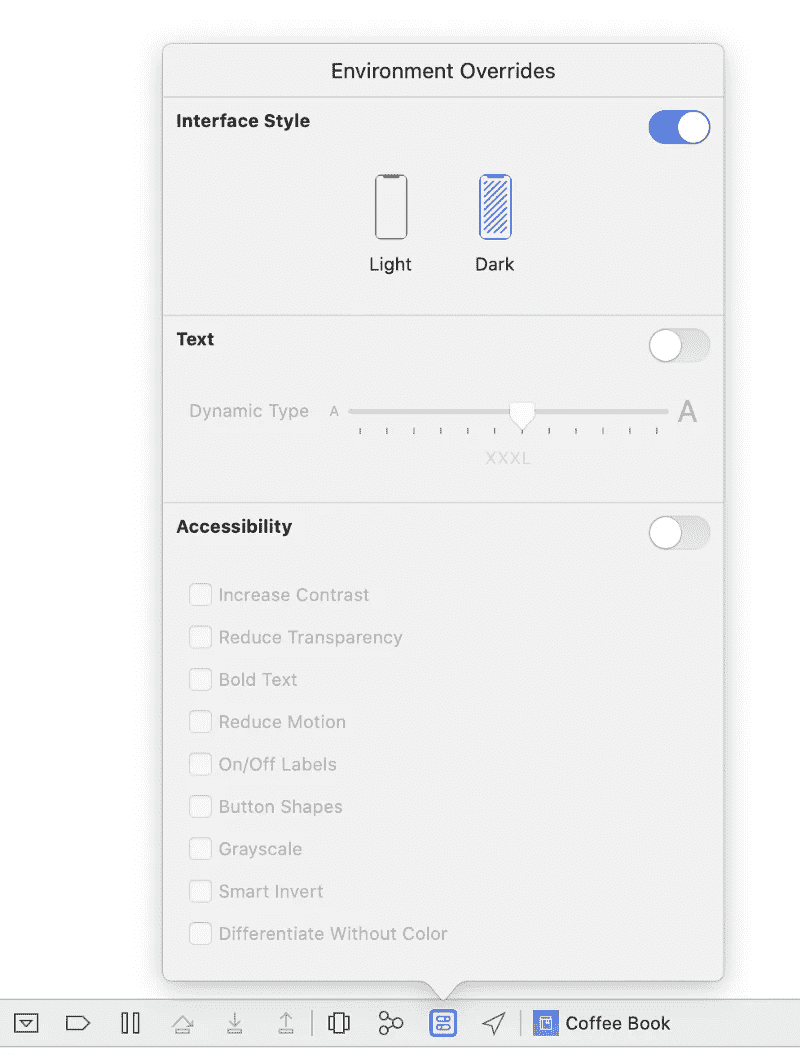 Environment Overrides
Interface Style
Light Dark
Text
Dynamic Type A A
XXXL
Accessibility
Increase Contrast
Reduce Transparency
Bold Text
Reduce Motion
On/Off Labels
Button Shapes
Grayscale
Smart Invert
Differentiate Without Color
Coffee Book